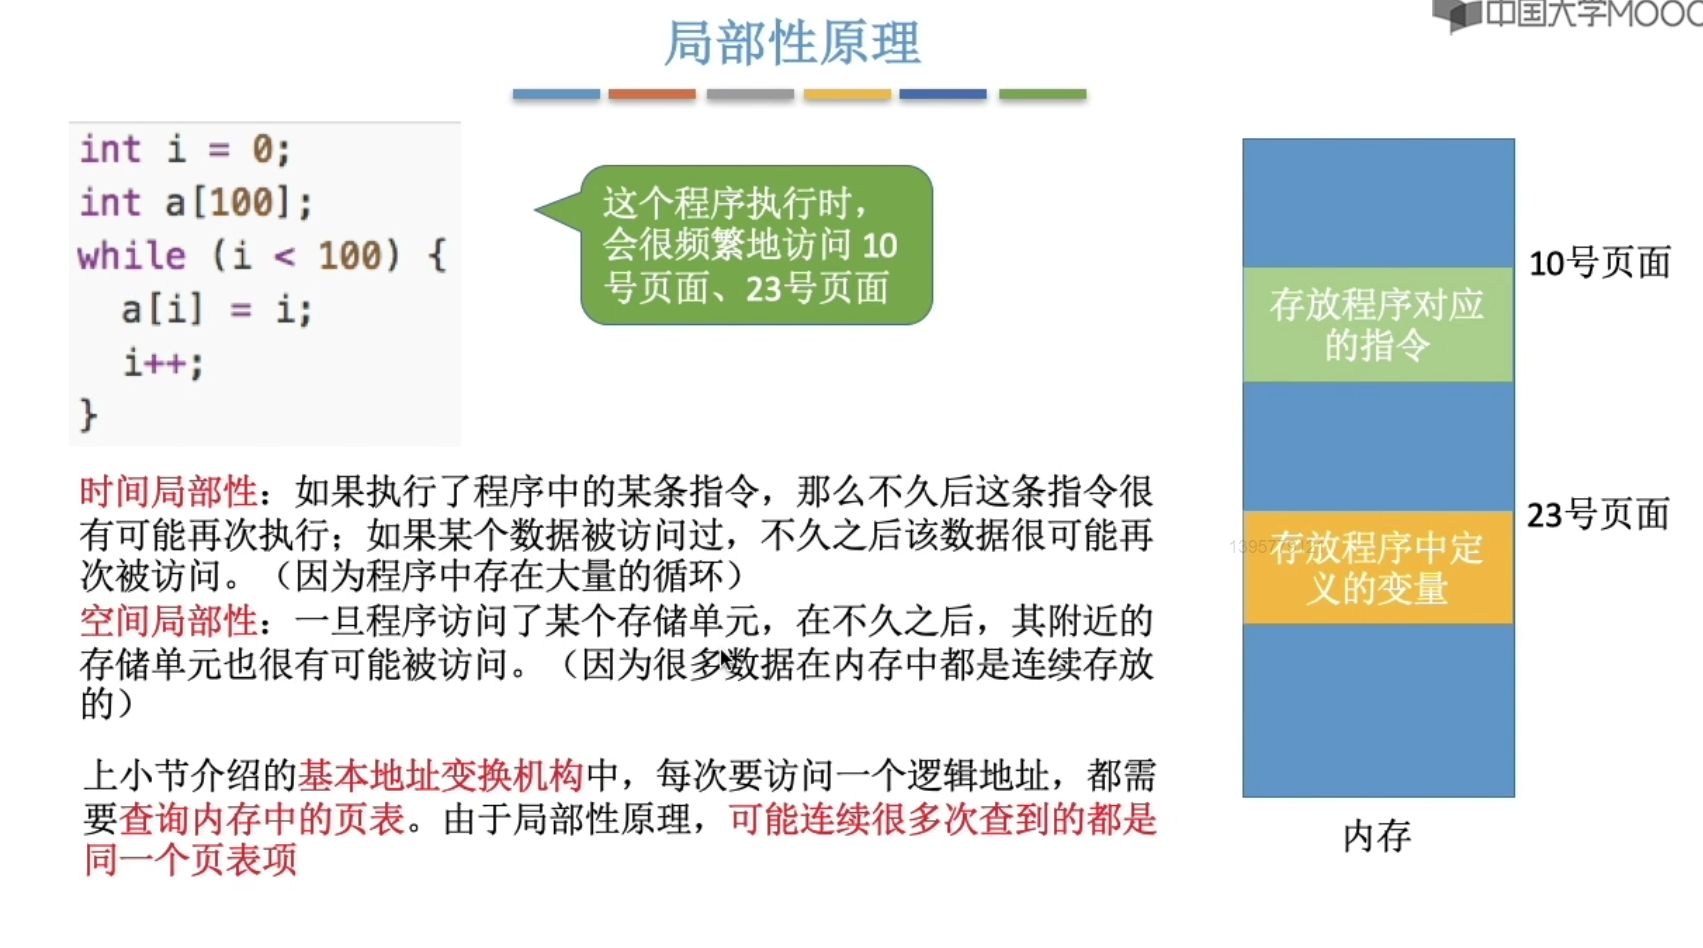 中国大学MOOC
局部性原理
int i = 0;
int a[100];
while (i < 100) {
a[i] = i;
i++;
}
这个程序执行时，
会很频繁地访问 10
号页面、23号页面
10号页面
存放程序对应
的指令
23号页面
存放程序中定
义的变量
内存
时间局部性：如果执行了程序中的某条指令，那么不久后这条指令很
有可能再次执行；如果某个数据被访问过，不久之后该数据很可能再
次被访问。（因为程序中存在大量的循环）
空间局部性：一旦程序访问了某个存储单元，在不久之后，其附近的
存储单元也很有可能被访问。（因为很多数据在内存中都是连续存放
的）
上小节介绍的基本地址变换机构中，每次要访问一个逻辑地址，都需
要查询内存中的页表。由于局部性原理，可能连续很多次查到的都是
同一个页表项